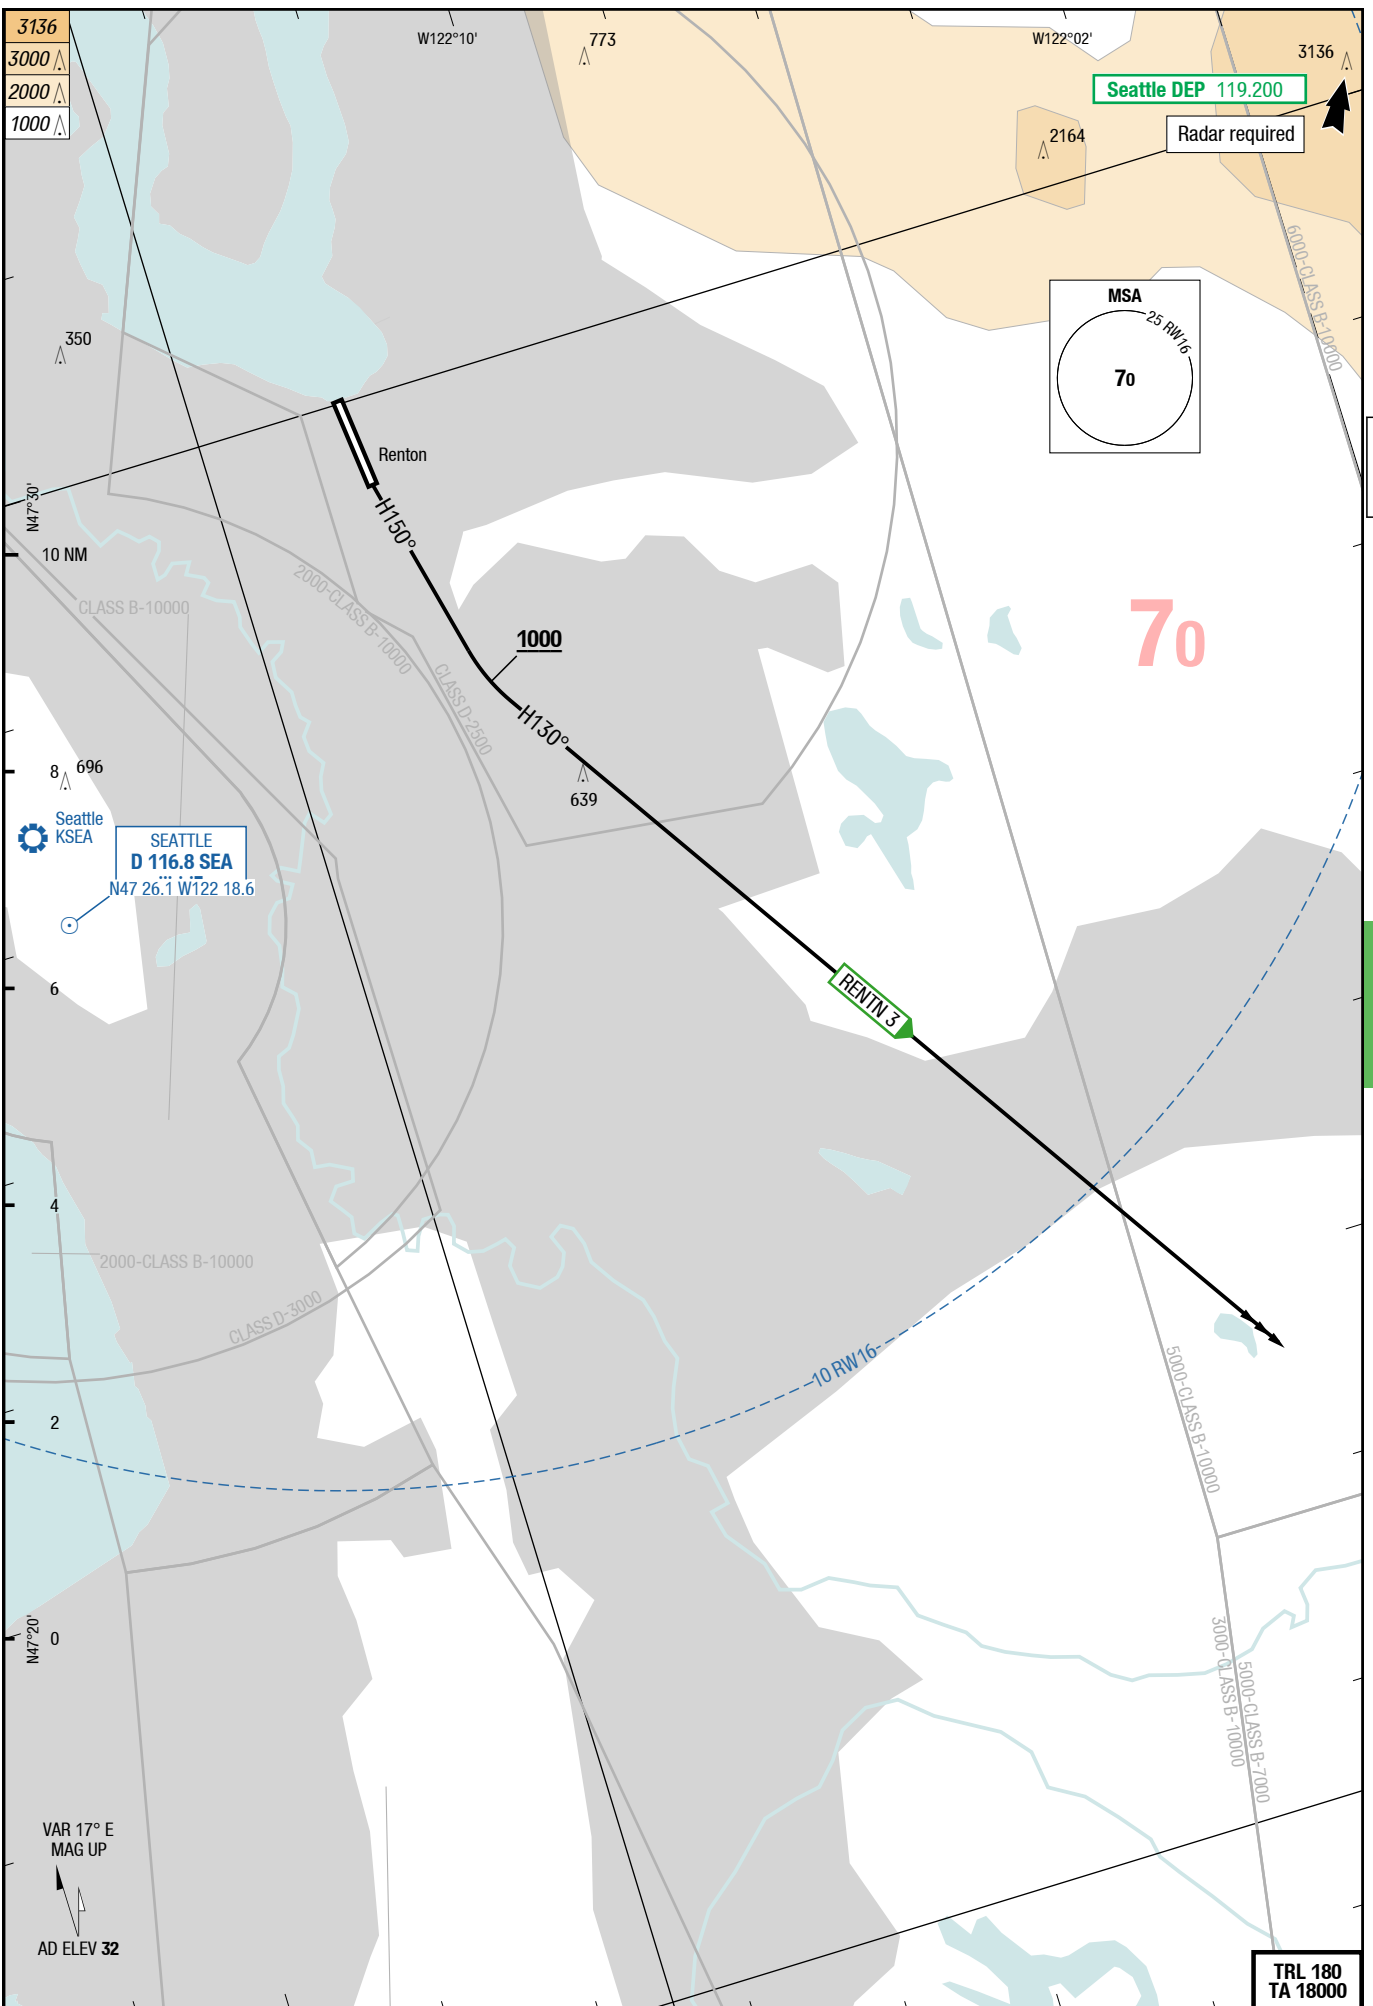 3136
3000
2000
1000
W122°10'
773
W122°02'
3136
Seattle DEP 119.200
Radar required
2164
6000-CLASS B-10000
MSA
25 RW16
70
350
Renton
N47°30'
H150°
10 NM
CLASS B-10000
2000-CLASS B-10000
70
1000
CLASS D-2500
H130°
8
696
639
Seattle
KSEA
SEATTLE
D 116.8 SEA
N47 26.1 W122 18.6
6
RENTN 3
4
2000-CLASS B-10000
CLASS D-3000
10 RW16
5000-CLASS B-10000
2
N47°20'
0
3000-CLASS B-10000
5000-CLASS B-7000
VAR 17° E
MAG UP
AD ELEV 32
TRL 180
TA 18000